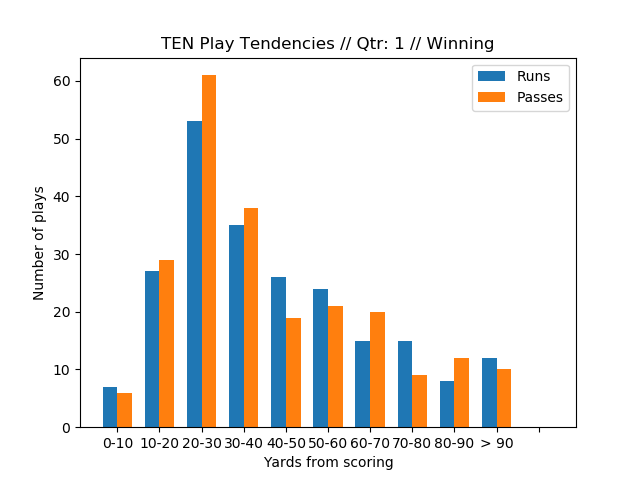 TEN Play Tendencies // Qtr: 1 // Winning
Runs
Passes
Number of plays
60
50
40
30
20
10
0
0-10 10-20 20-30 30-40 40-50 50-60 60-70 70-80 80-90 > 90
Yards from scoring